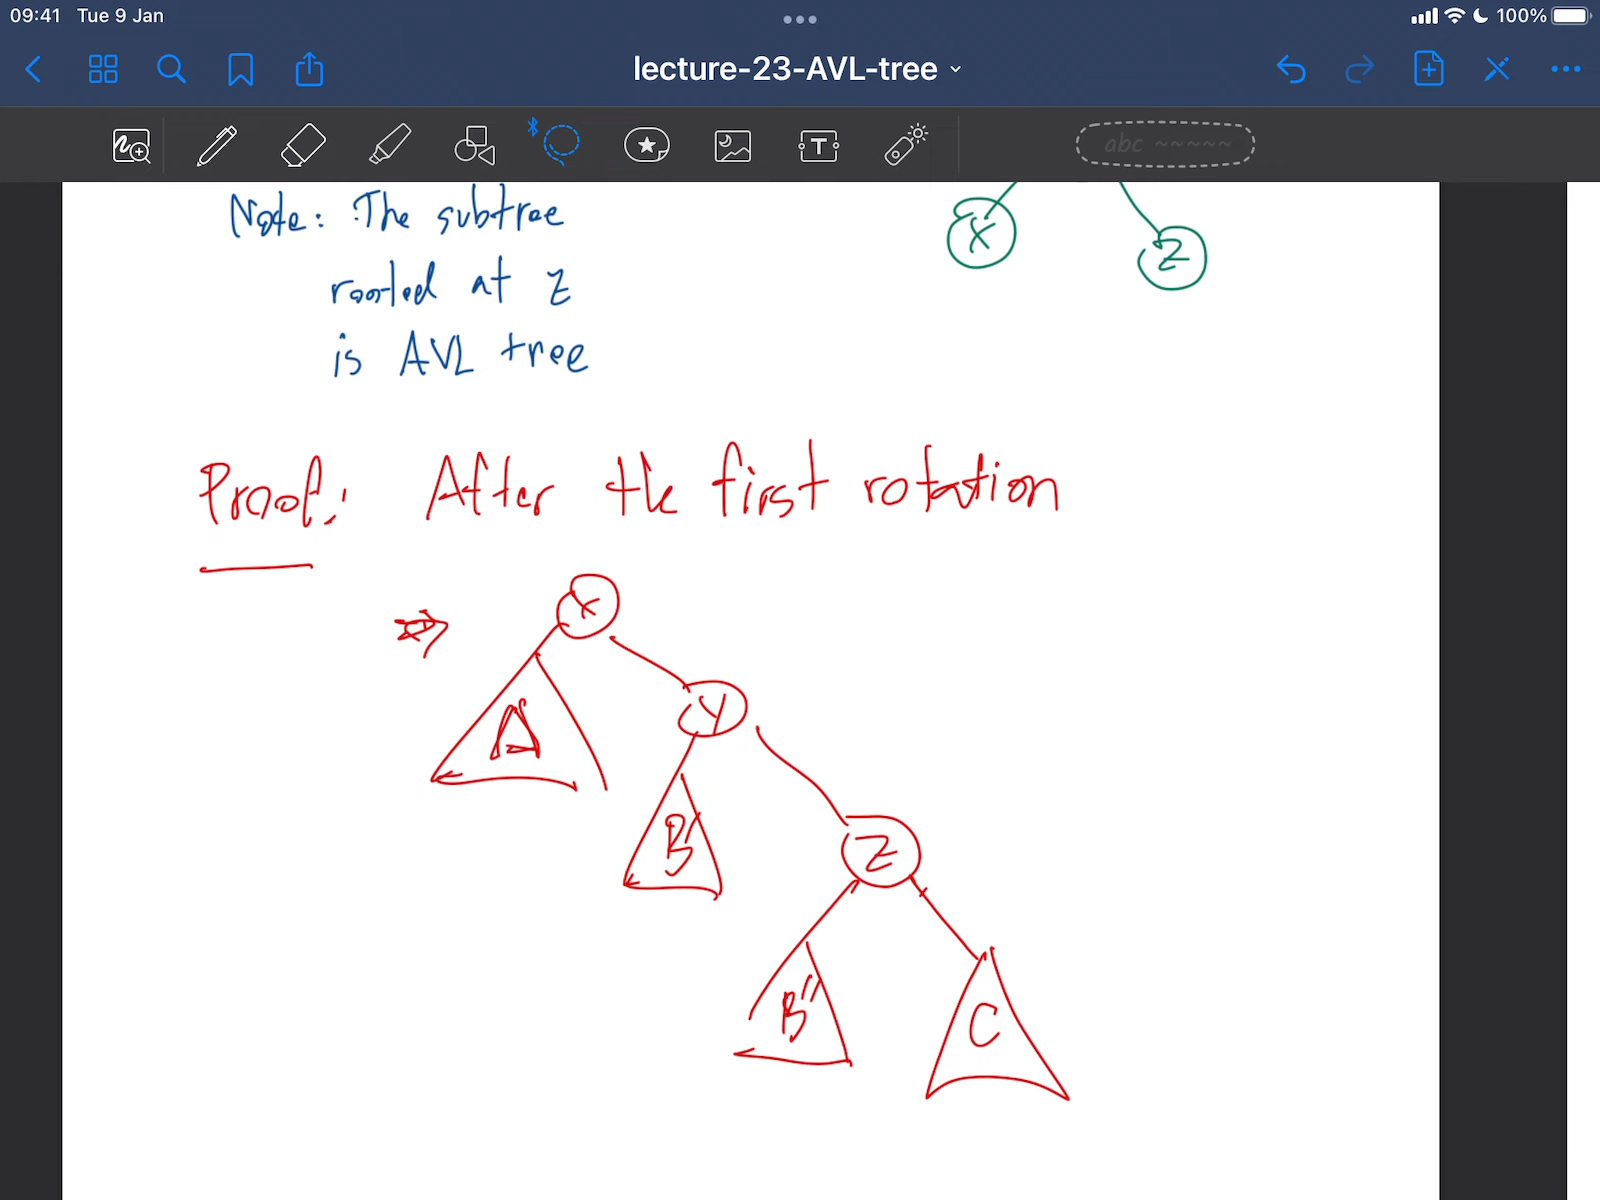 09:41 Tue 9 Jan
100%
lecture-23-AVL-tree
T
abc
Note: The subtree
rooted at Z
is AVL tree
X
Z
Proof: After the first rotation
X
A
Y
B'
Z
B''
C